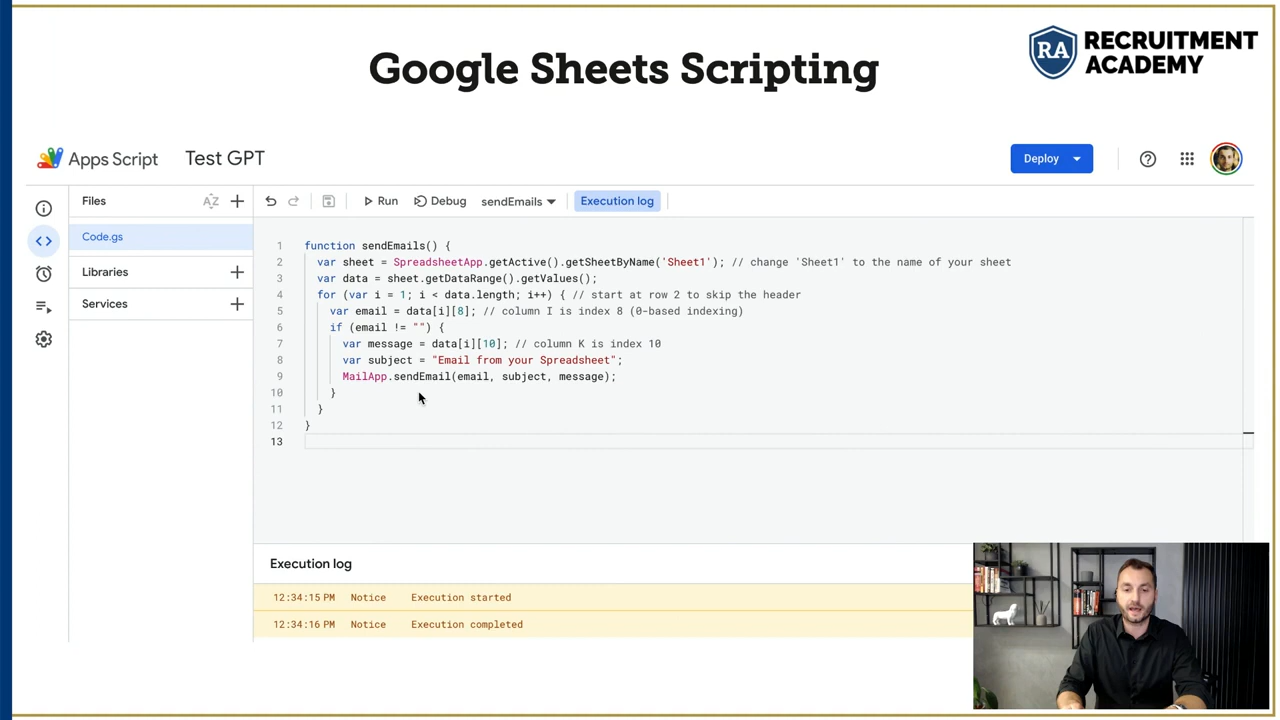 Google Sheets Scripting
RA
RECRUITMENT
ACADEMY
Apps Script
Test GPT
Deploy
Files
AZ
Run
Debug
sendEmails
Execution log
Code.gs
Libraries
Services
1 function sendEmails() {
2 var sheet = SpreadsheetApp.getActive().getSheetByName('Sheet1'); // change 'Sheet1' to the name of your sheet
3 var data = sheet.getDataRange().getValues();
4 for (var i = 1; i < data.length; i++) { // start at row 2 to skip the header
5 var email = data[i][8]; // column I is index 8 (0-based indexing)
6 if (email != "") {
7 var message = data[i][10]; // column K is index 10
8 var subject = "Email from your Spreadsheet";
9 MailApp.sendEmail(email, subject, message);
10 }
11 }
12 }
13
Execution log
12:34:15 PM Notice Execution started
12:34:16 PM Notice Execution completed